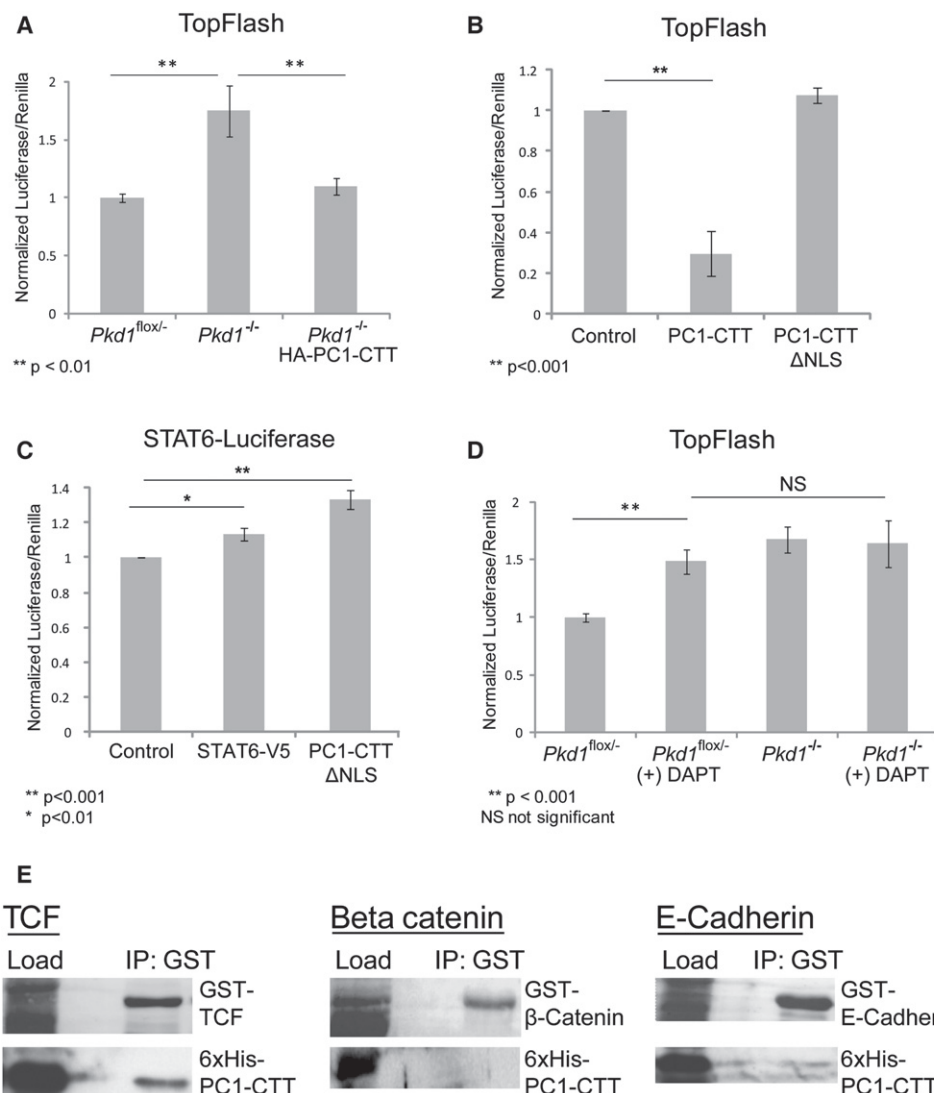 A
TopFlash
**
**
Normalized Luciferase/Renilla
2
1.5
1
0.5
0
Pkd1flox/-
Pkd1-/-
Pkd1-/-
HA-PC1-CTT
** p < 0.01
B
TopFlash
**
Normalized Luciferase/Renilla
1.2
1
0.8
0.6
0.4
0.2
0
Control
PC1-CTT
PC1-CTT
ΔNLS
** p<0.001
C
STAT6-Luciferase
**
*
Normalized Luciferase/Renilla
1.4
1.2
1
0.8
0.6
0.4
0.2
0
Control
STAT6-V5
PC1-CTT
ΔNLS
** p<0.001
* p<0.01
D
TopFlash
NS
**
Normalized Luciferase/Renilla
2
1.5
1
0.5
0
Pkd1flox/-
Pkd1flox/-
(+) DAPT
Pkd1-/-
Pkd1-/-
(+) DAPT
** p < 0.001
NS not significant
E
TCF
Load IP: GST
GST-
TCF
6xHis-
PC1-CTT
Beta catenin
Load IP: GST
GST-
β-Catenin
6xHis-
PC1-CTT
E-Cadherin
Load IP: GST
GST-
E-Cadher
6xHis-
PC1-CTT